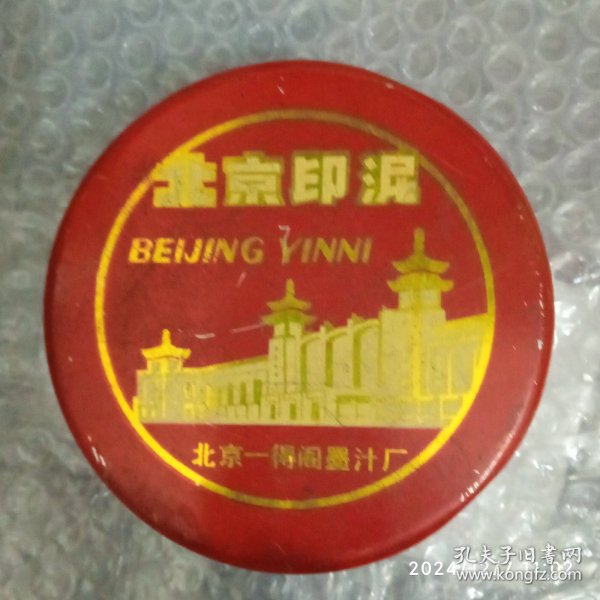 北京印泥
BEIJING YINNI
北京一得阁墨汁厂
孔夫子旧書网
www.kongfz.com